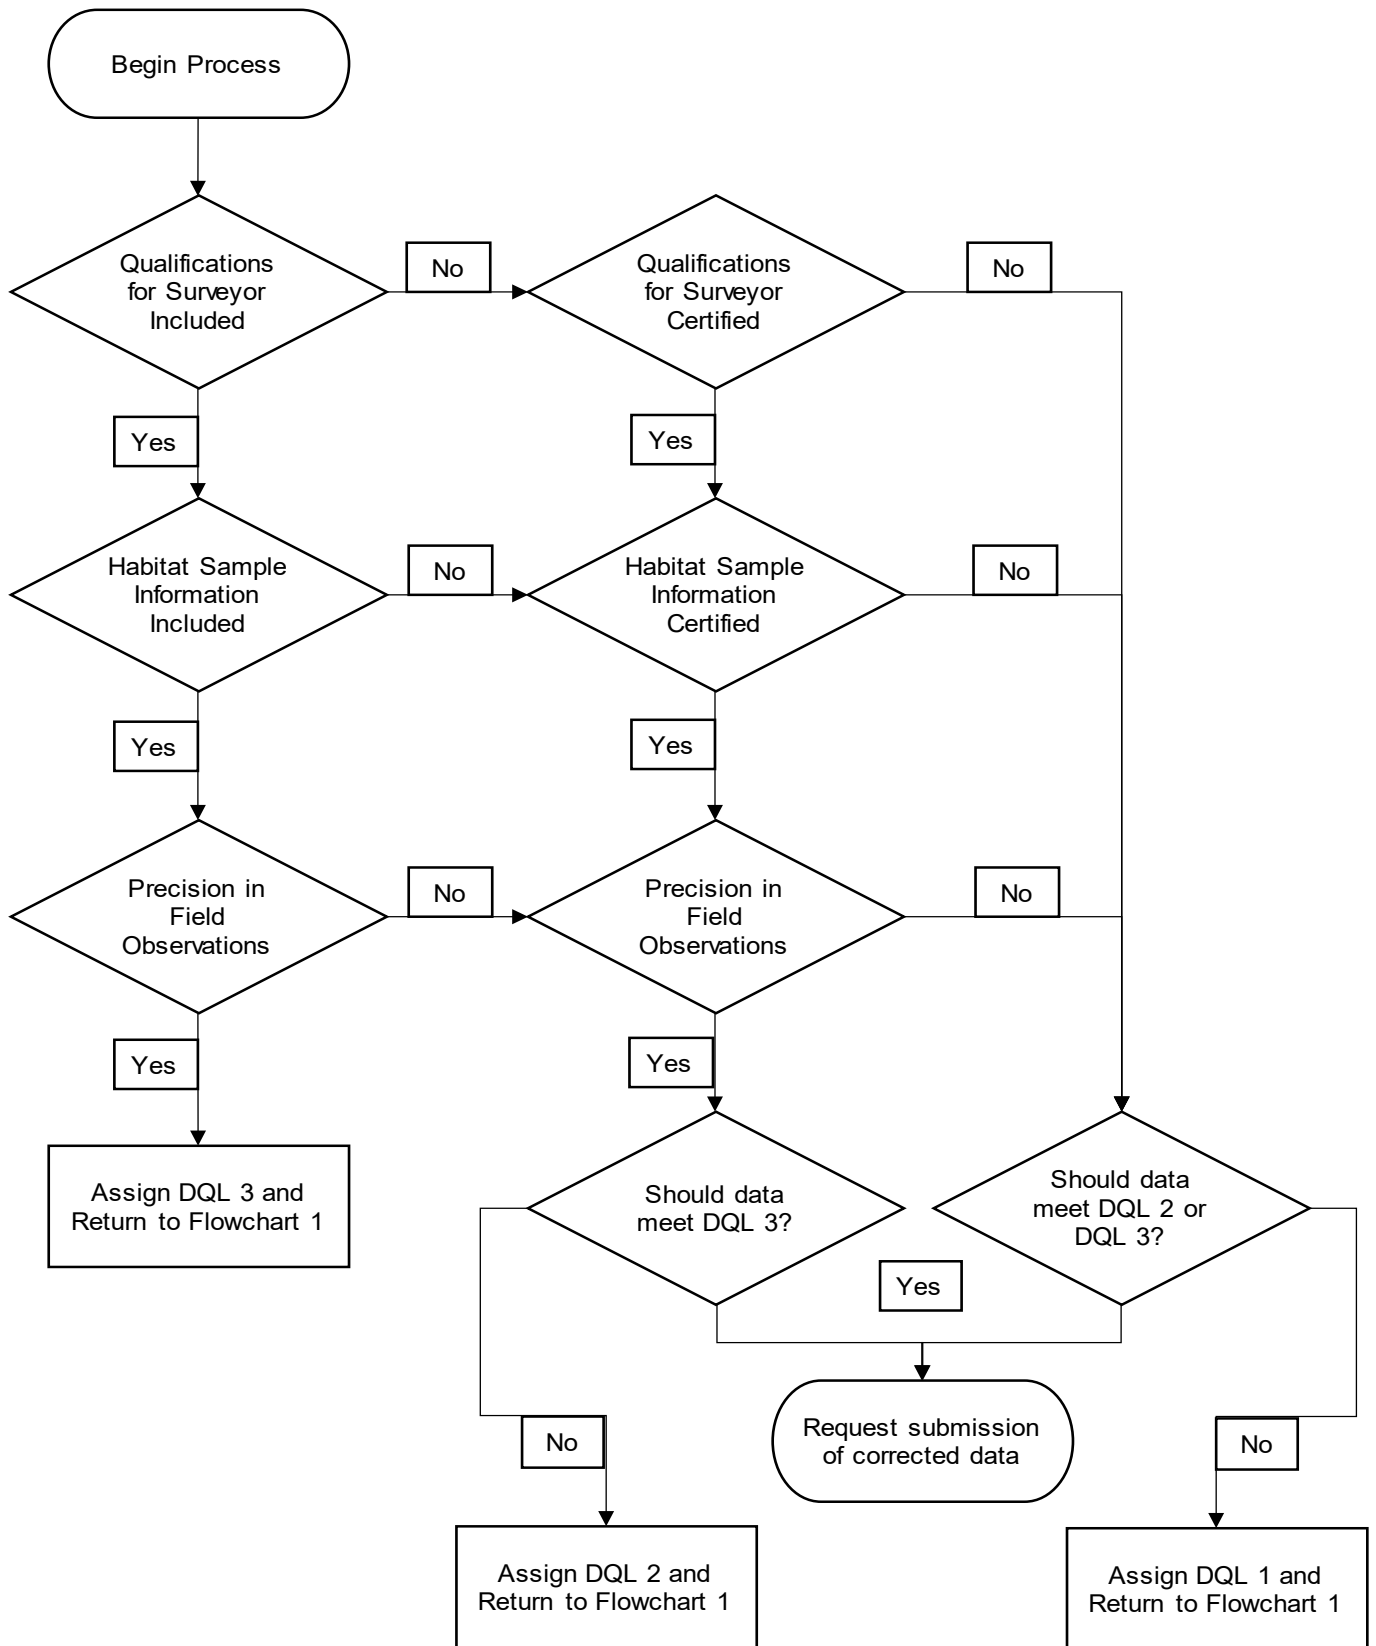 Begin Process
Qualifications
for Surveyor
Included
No
Qualifications
for Surveyor
Certified
No
Yes
Yes
Habitat Sample
Information
Included
No
Habitat Sample
Information
Certified
No
Yes
Yes
Precision in
Field
Observations
No
Precision in
Field
Observations
No
Yes
Yes
Assign DQL 3 and
Return to Flowchart 1
Should data
meet DQL 3?
Should data
meet DQL 2 or
DQL 3?
Yes
Request submission
of corrected data
No
No
Assign DQL 2 and
Return to Flowchart 1
Assign DQL 1 and
Return to Flowchart 1